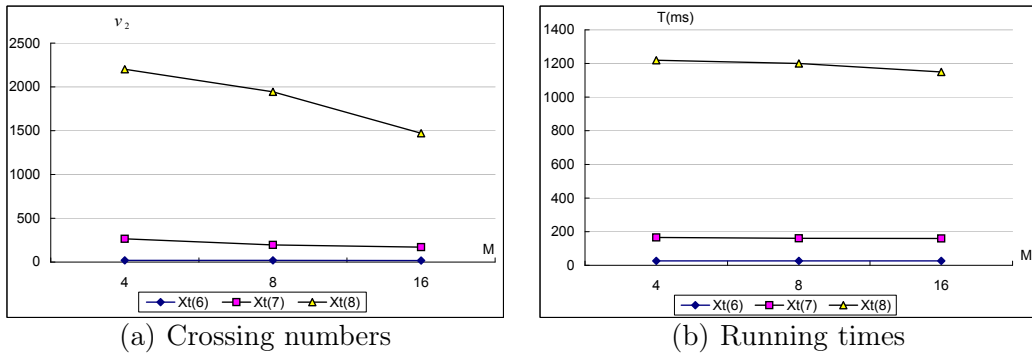 v 2
2500
2000
1500
1000
500
0
4 8 16
M
Xt(6) Xt(7) Xt(8)
(a) Crossing numbers
T(ms)
1400
1200
1000
800
600
400
200
0
4 8 16
M
Xt(6) Xt(7) Xt(8)
(b) Running times